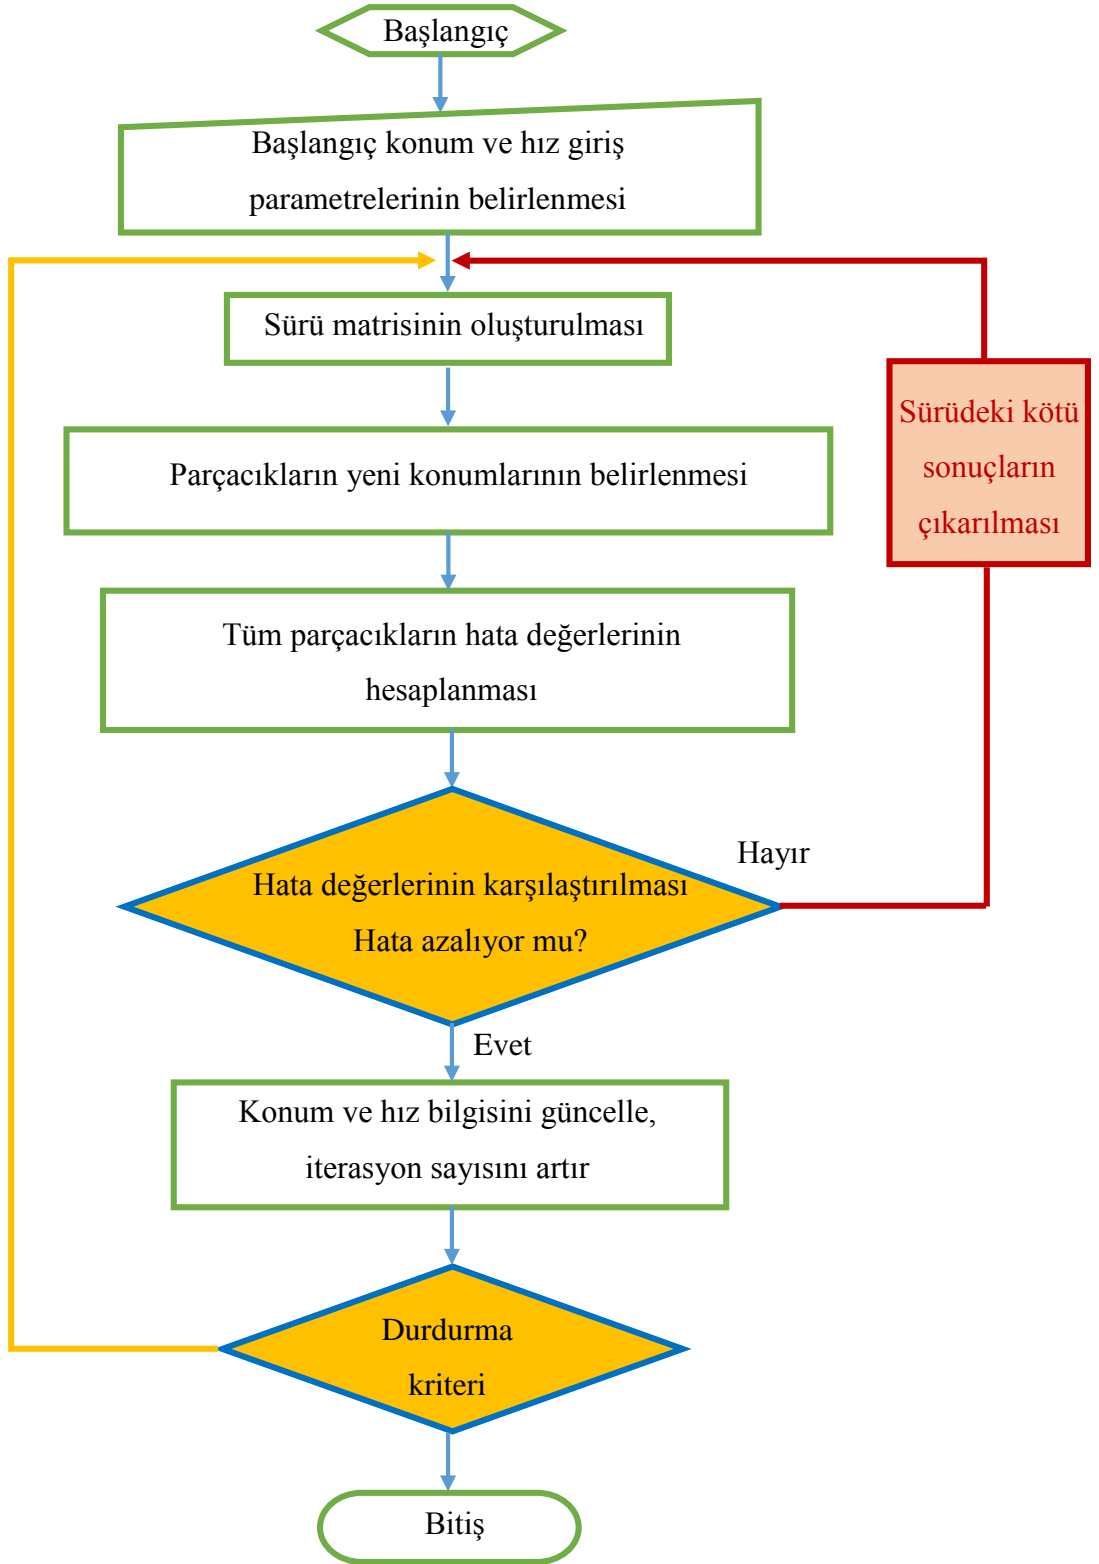 Başlangıç
Başlangıç konum ve hız giriş
parametrelerinin belirlenmesi
Sürü matrisinin oluşturulması
Sürüdeki kötü
sonuçların
çıkarılması
Parçacıkların yeni konumlarının belirlenmesi
Tüm parçacıkların hata değerlerinin
hesaplanması
Hayır
Hata değerlerinin karşılaştırılması
Hata azalıyor mu?
Evet
Konum ve hız bilgisini güncelle,
iterasyon sayısını artır
Durdurma
kriteri
Bitiş